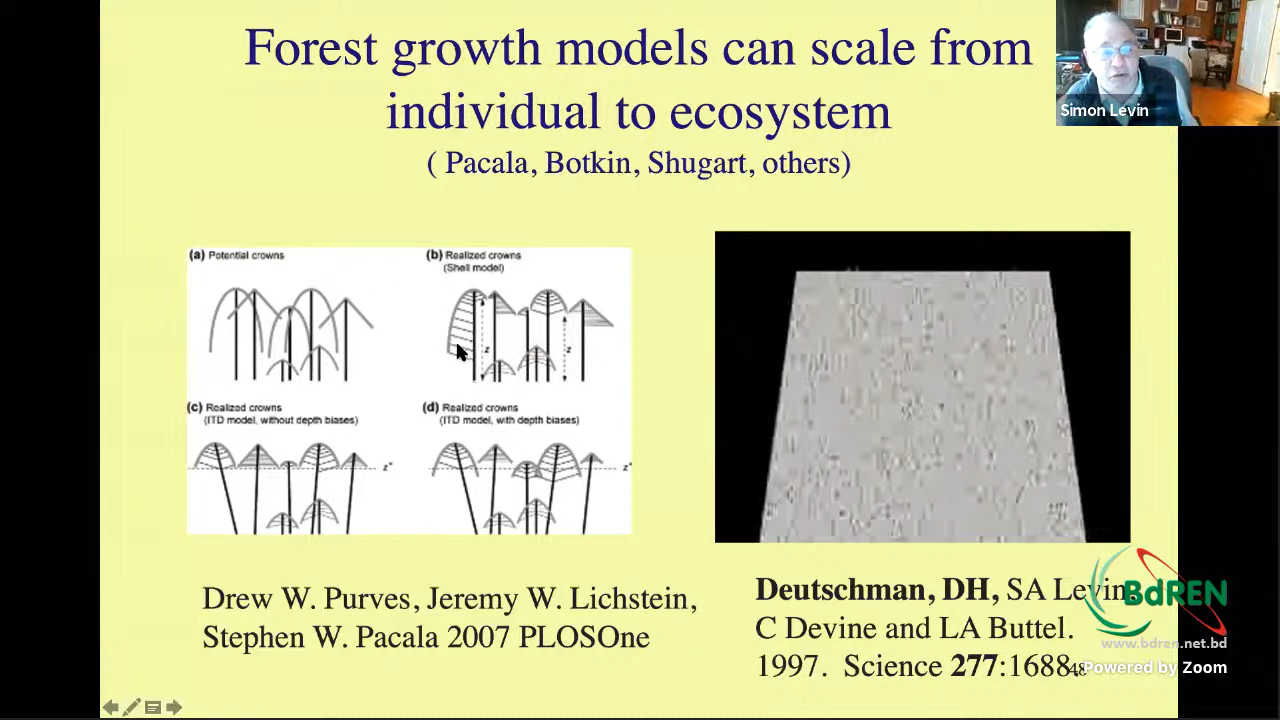 Forest growth models can scale from
individual to ecosystem
( Pacala, Botkin, Shugart, others)
Simon Levin
(a) Potential crowns
(b) Realized crowns
(Shell model)
z
z
(c) Realized crowns
(ITD model, without depth biases)
z*
(d) Realized crowns
(ITD model, with depth biases)
z*
Drew W. Purves, Jeremy W. Lichstein,
Stephen W. Pacala 2007 PLOSOne
Deutschman, DH, SA Levin,
C Devine and LA Buttel.
1997. Science 277:1688.
48
BdREN
www.bdren.net.bd
Powered by Zoom